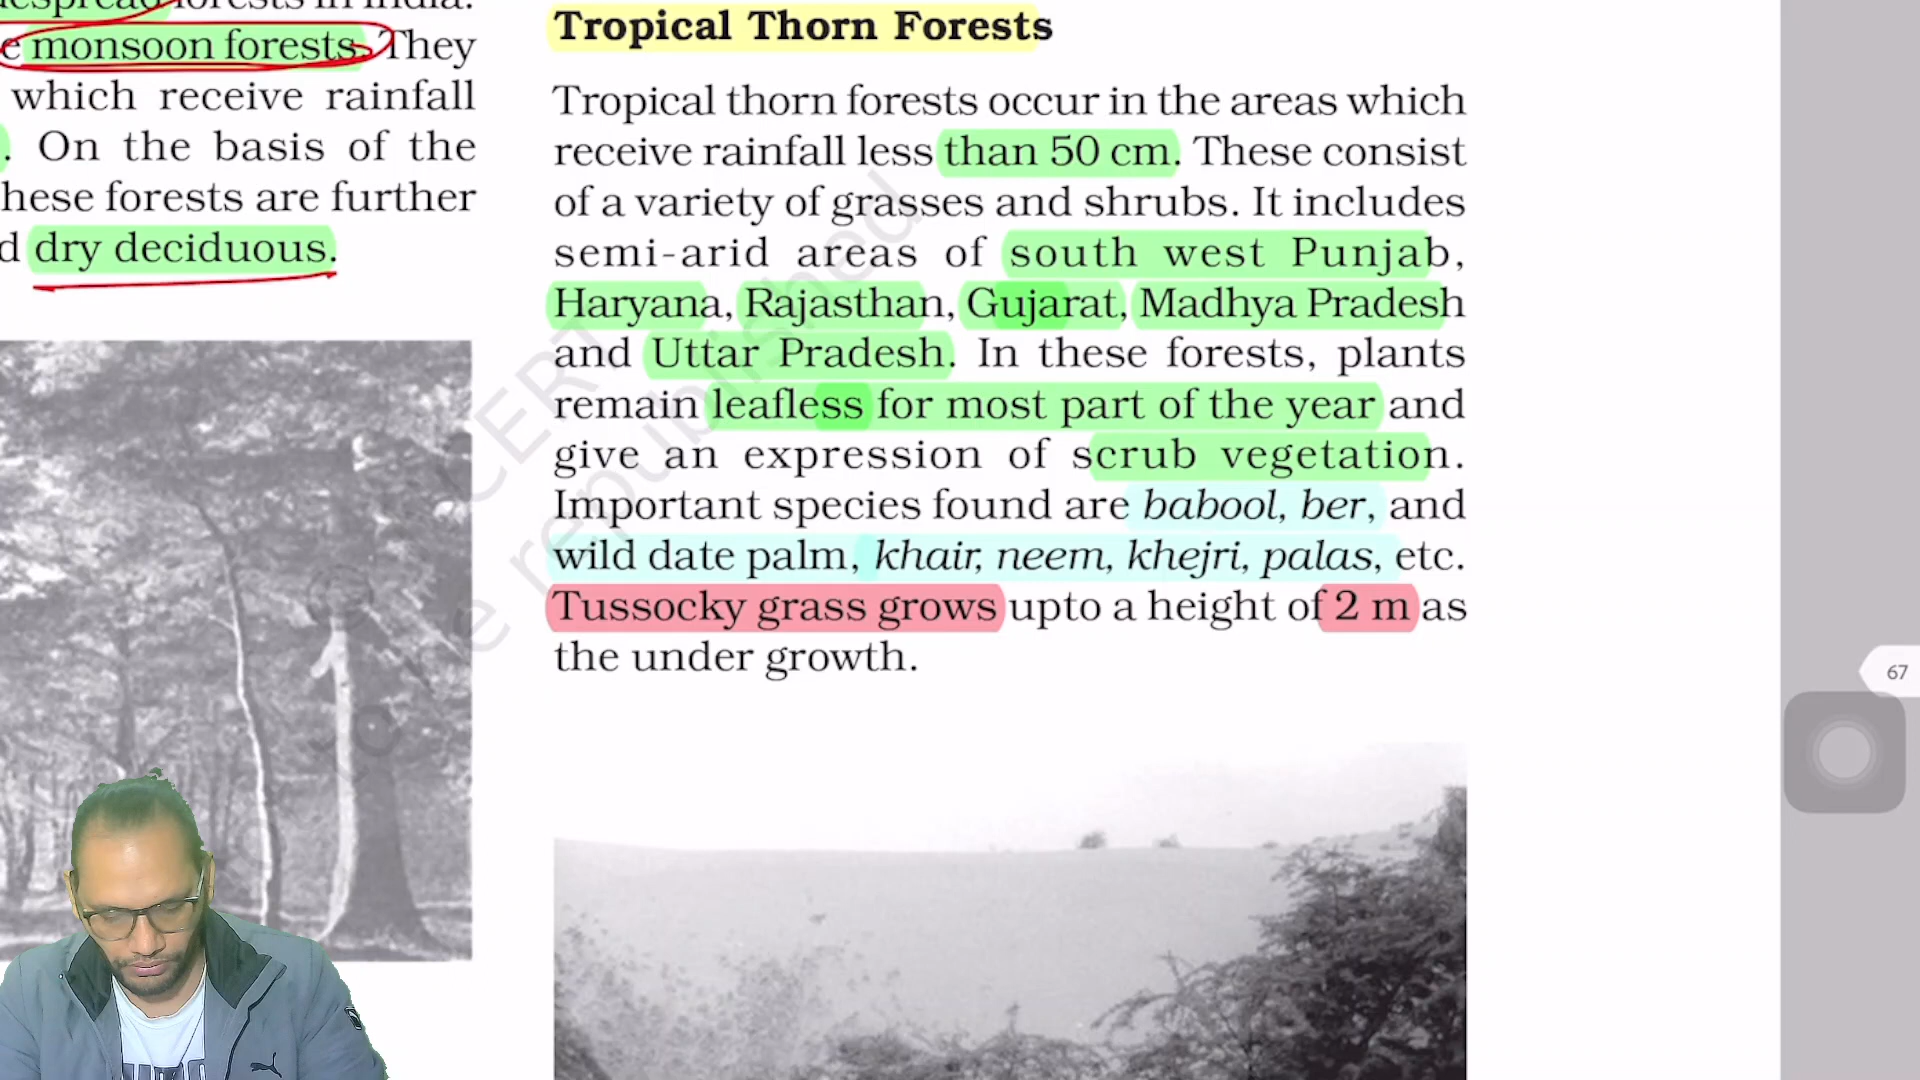 forests in India.
e monsoon forests. They
which receive rainfall
. On the basis of the
hese forests are further
d dry deciduous.
Tropical Thorn Forests
Tropical thorn forests occur in the areas which
receive rainfall less than 50 cm. These consist
of a variety of grasses and shrubs. It includes
semi-arid areas of south west Punjab,
Haryana, Rajasthan, Gujarat, Madhya Pradesh
and Uttar Pradesh. In these forests, plants
remain leafless for most part of the year and
give an expression of scrub vegetation.
Important species found are babool, ber, and
wild date palm, khair, neem, khejri, palas, etc.
Tussocky grass grows upto a height of 2 m as
the under growth.
67